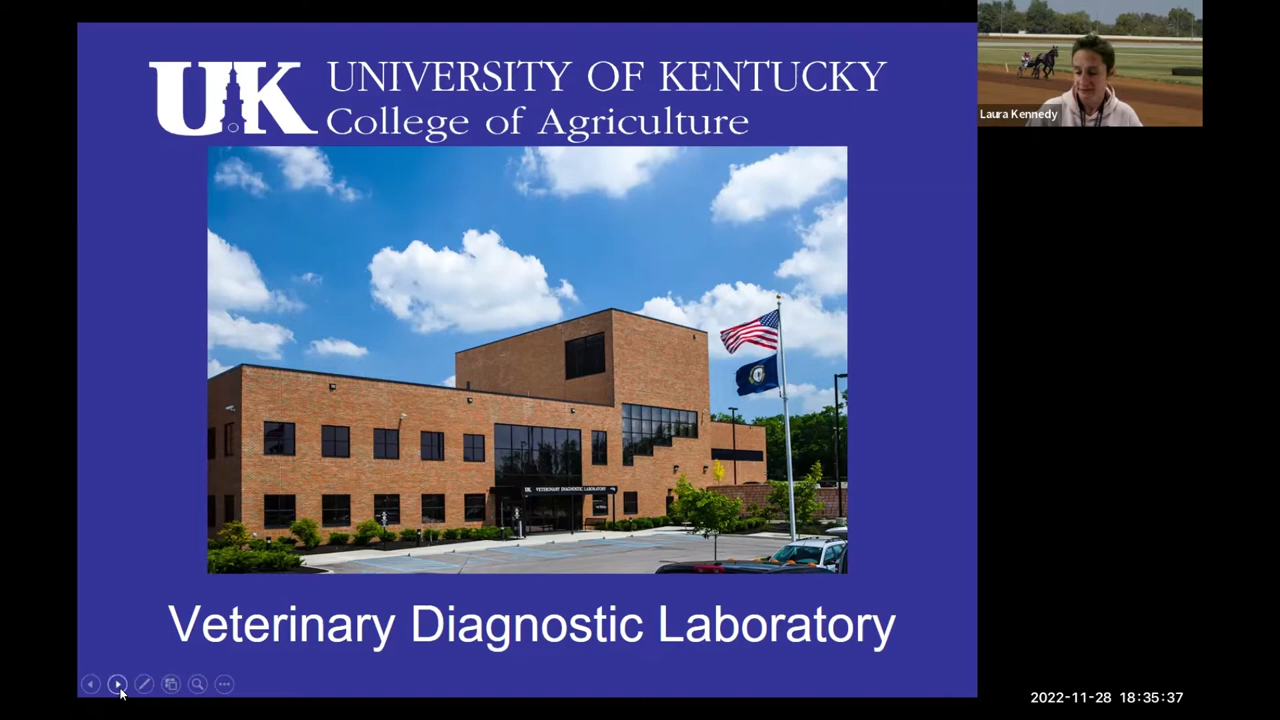 UK UNIVERSITY OF KENTUCKY
College of Agriculture
Laura Kennedy
VETERINARY DIAGNOSTIC LABORATORY
Veterinary Diagnostic Laboratory
2022-11-28 18:35:37